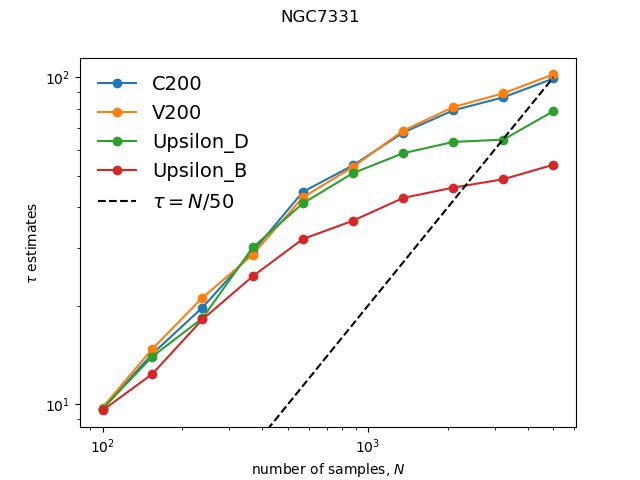 NGC7331
10²
C200
V200
Upsilon_D
Upsilon_B
τ = N/50
τ estimates
10¹
10² 10³
number of samples, N